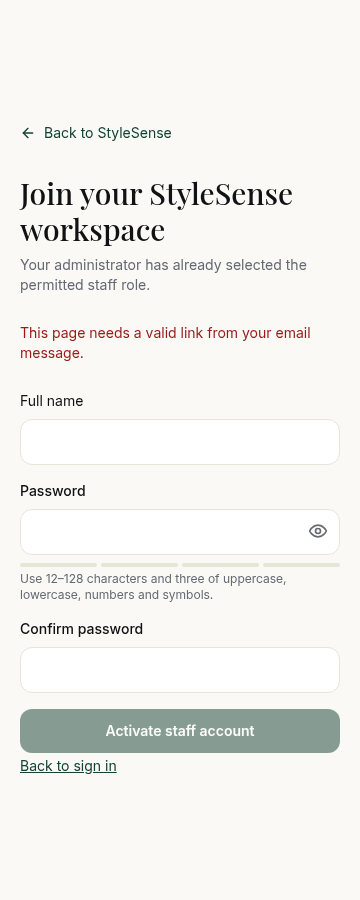 Back to StyleSense
Join your StyleSense
workspace
Your administrator has already selected the
permitted staff role.
This page needs a valid link from your email
message.
Full name
Password
Use 12–128 characters and three of uppercase,
lowercase, numbers and symbols.
Confirm password
Activate staff account
Back to sign in